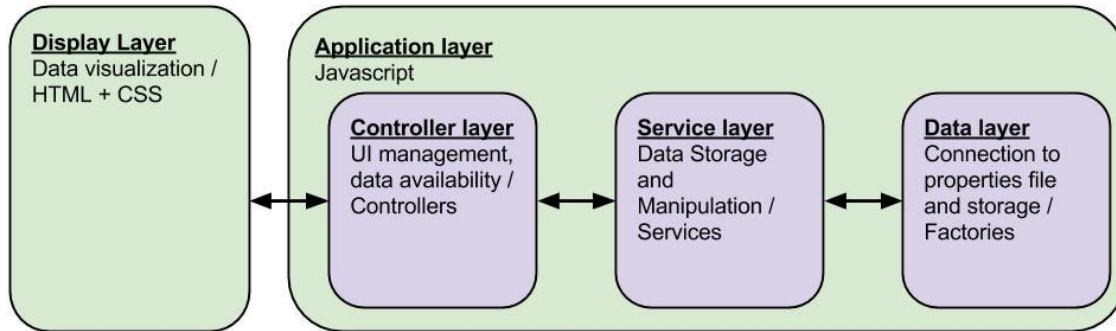 Display Layer
Data visualization /
HTML + CSS
Application layer
Javascript
Controller layer
UI management,
data availability /
Controllers
Service layer
Data Storage
and
Manipulation /
Services
Data layer
Connection to
properties file
and storage /
Factories